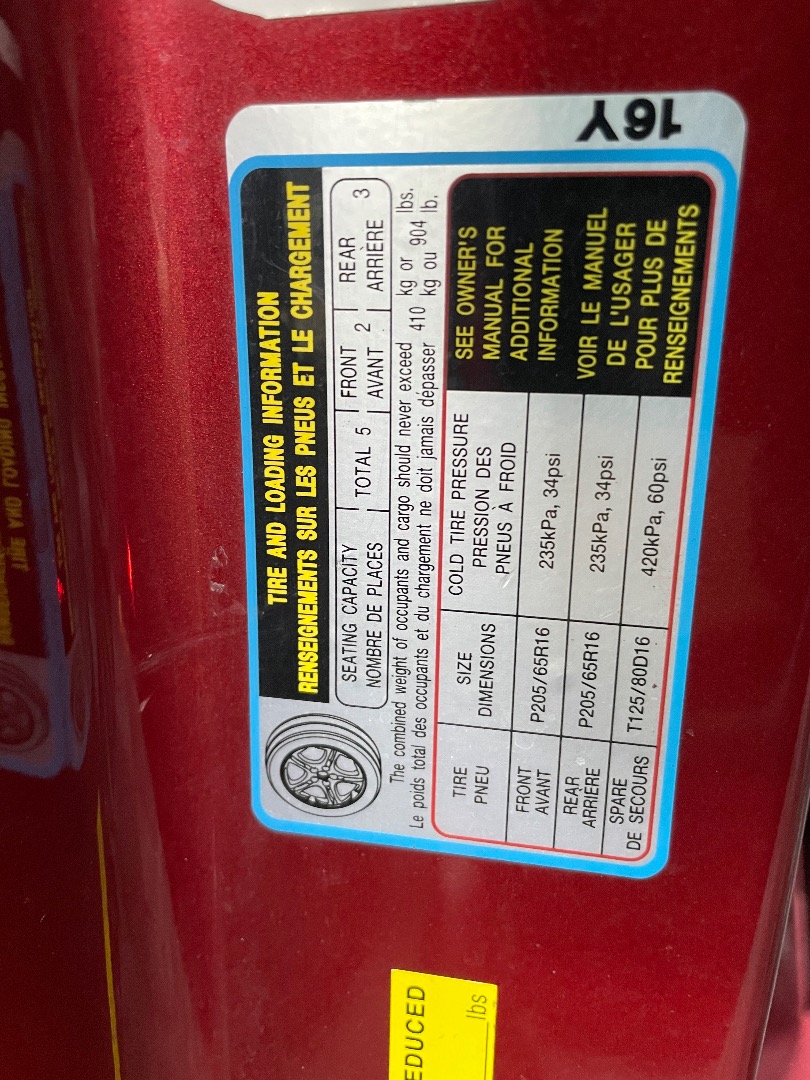 16Y
TIRE AND LOADING INFORMATION
RENSEIGNEMENTS SUR LES PNEUS ET LE CHARGEMENT
SEATING CAPACITY TOTAL 5 FRONT 2 REAR 3
NOMBRE DE PLACES AVANT ARRIÈRE
The combined weight of occupants and cargo should never exceed 410 kg or 904 lbs.
Le poids total des occupants et du chargement ne doit jamais dépasser kg ou lb.
TIRE SIZE COLD TIRE PRESSURE
PNEU DIMENSIONS PRESSION DES
PNEUS À FROID
FRONT P205/65R16 235kPa, 34psi
AVANT
REAR P205/65R16 235kPa, 34psi
ARRIÈRE
SPARE T125/80D16 420kPa, 60psi
DE SECOURS
SEE OWNER'S
MANUAL FOR
ADDITIONAL
INFORMATION
VOIR LE MANUEL
DE L'USAGER
POUR PLUS DE
RENSEIGNEMENTS
EDUCED
lbs